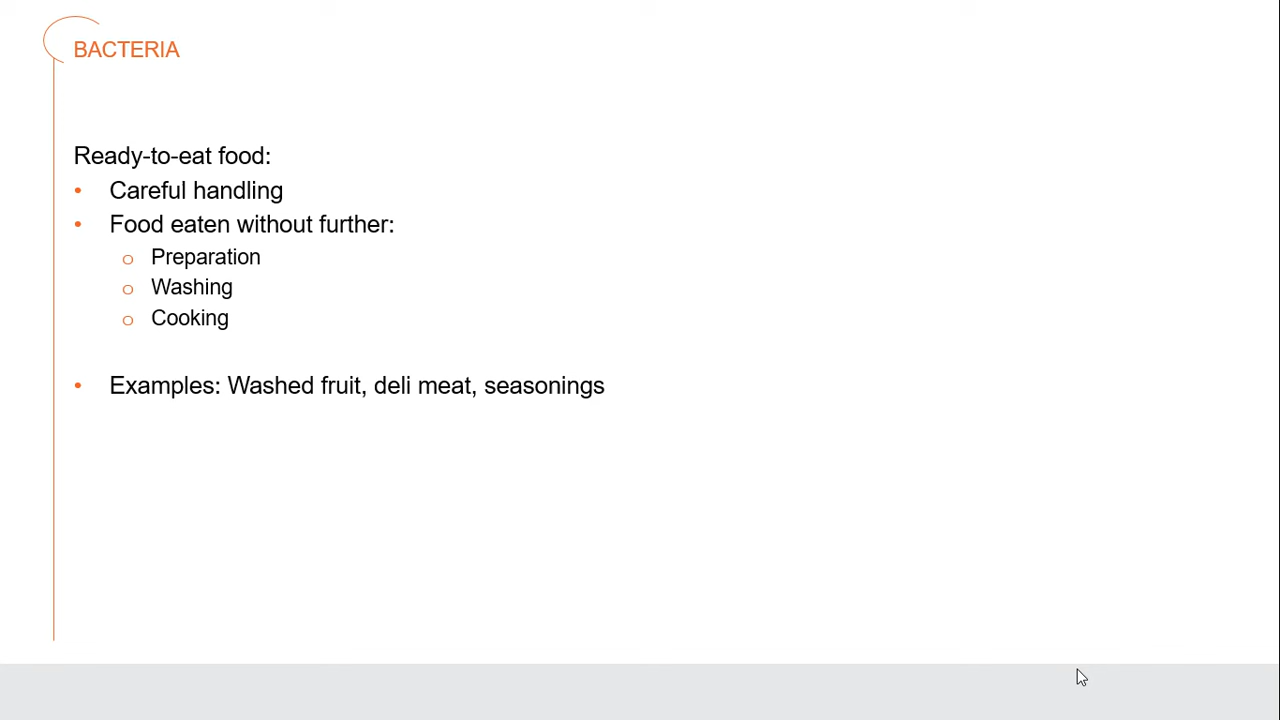 BACTERIA
Ready-to-eat food:
• Careful handling
• Food eaten without further:
o Preparation
o Washing
o Cooking
• Examples: Washed fruit, deli meat, seasonings